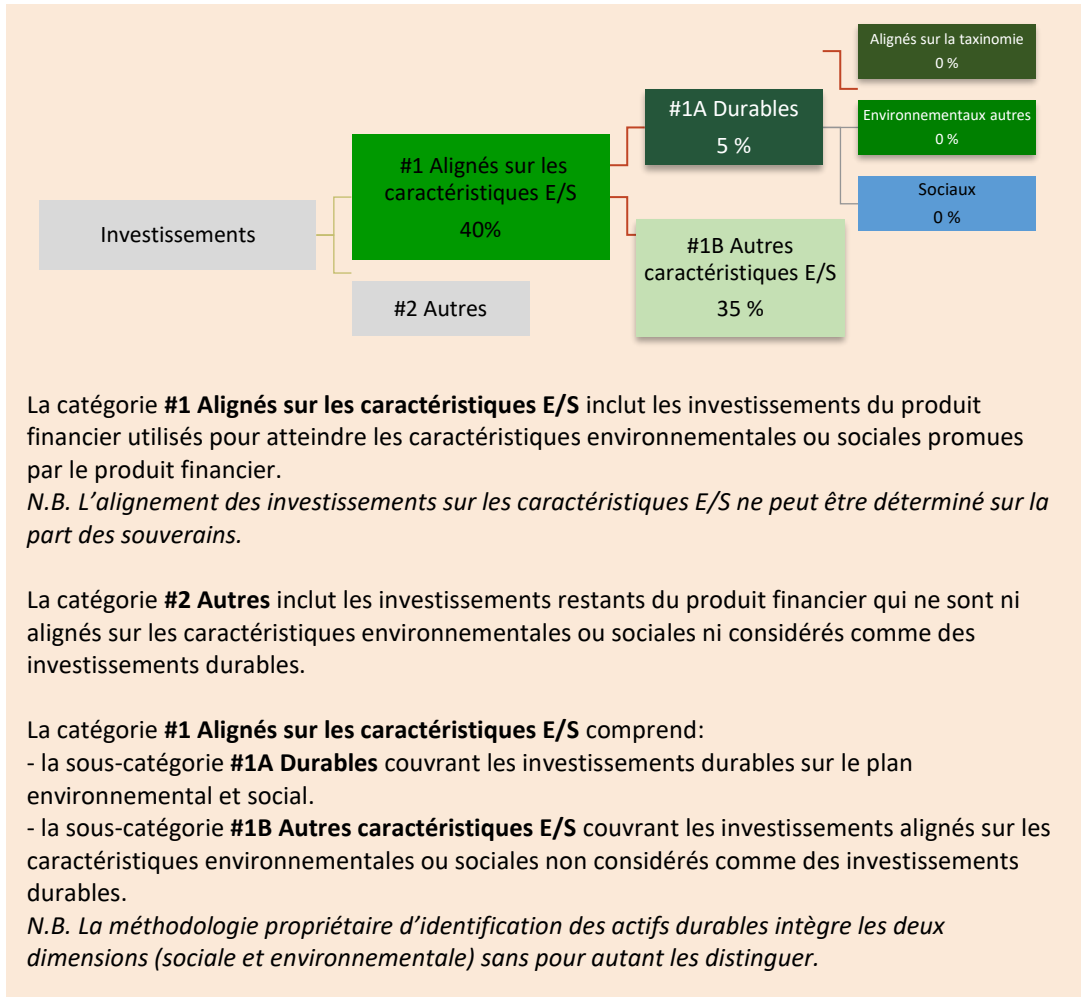 Alignés sur la taxinomie
0 %
#1A Durables
5 %
Environnementaux autres
0 %
#1 Alignés sur les
caractéristiques E/S
40%
Sociaux
0 %
Investissements
#1B Autres
caractéristiques E/S
35 %
#2 Autres
La catégorie #1 Alignés sur les caractéristiques E/S inclut les investissements du produit
financier utilisés pour atteindre les caractéristiques environnementales ou sociales promues
par le produit financier.
N.B. L’alignement des investissements sur les caractéristiques E/S ne peut être déterminé sur la
part des souverains.
La catégorie #2 Autres inclut les investissements restants du produit financier qui ne sont ni
alignés sur les caractéristiques environnementales ou sociales ni considérés comme des
investissements durables.
La catégorie #1 Alignés sur les caractéristiques E/S comprend:
- la sous-catégorie #1A Durables couvrant les investissements durables sur le plan
environnemental et social.
- la sous-catégorie #1B Autres caractéristiques E/S couvrant les investissements alignés sur les
caractéristiques environnementales ou sociales non considérés comme des investissements
durables.
N.B. La méthodologie propriétaire d’identification des actifs durables intègre les deux
dimensions (sociale et environnementale) sans pour autant les distinguer.